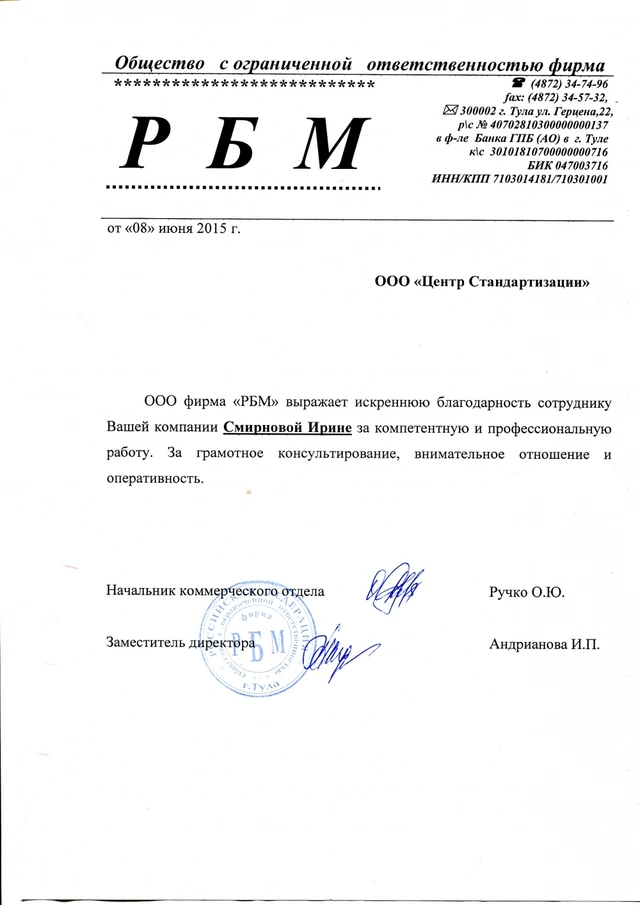 Общество с ограниченной ответственностью фирма
***************************
☎ (4872) 34-74-96
fax: (4872) 34-57-32,
✉ 300002 г. Тула ул. Герцена,22,
р\с № 40702810300000000137
в ф-ле Банка ГПБ (АО) в г. Туле
к\с 30101810700000000716
БИК 047003716
ИНН/КПП 7103014181/710301001
Р Б М
от «08» июня 2015 г.
ООО «Центр Стандартизации»
ООО фирма «РБМ» выражает искреннюю благодарность сотруднику
Вашей компании Смирновой Ирине за компетентную и профессиональную
работу. За грамотное консультирование, внимательное отношение и
оперативность.
Начальник коммерческого отдела Ручко О.Ю.
Заместитель директора Андрианова И.П.
фирма
РБМ
г.Тула